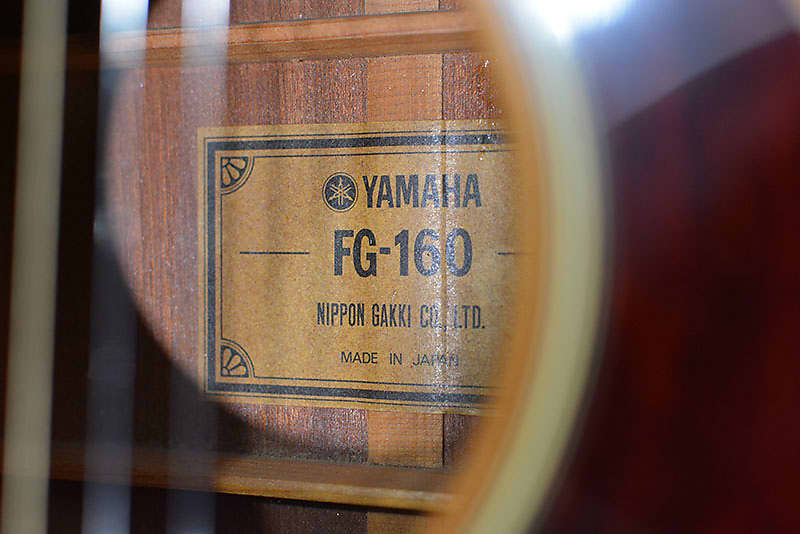 YAMAHA
FG-160
NIPPON GAKKI CO., LTD.
MADE IN JAPAN